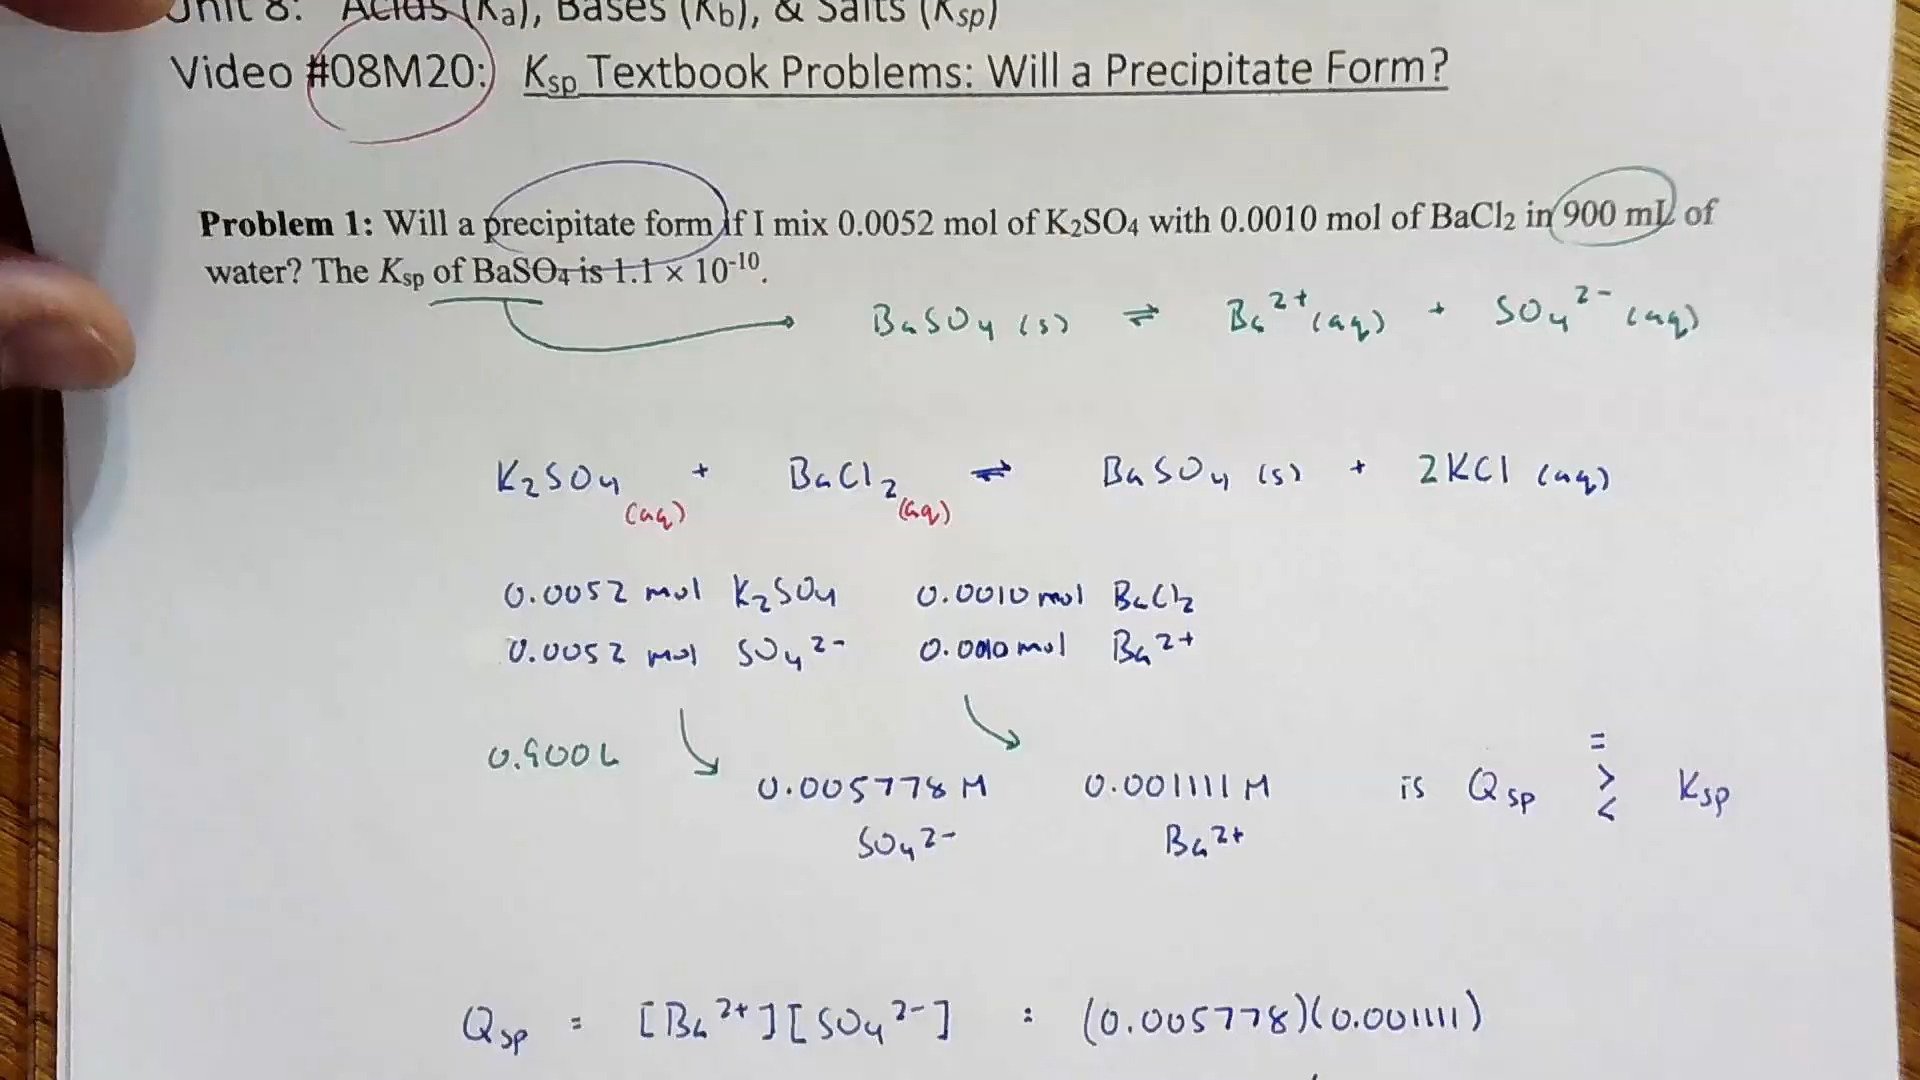 Unit 8: Acids (Ka), Bases (Kb), & Salts (Ksp)
Video #08M20: Ksp Textbook Problems: Will a Precipitate Form?
Problem 1: Will a precipitate form if I mix 0.0052 mol of K₂SO₄ with 0.0010 mol of BaCl₂ in 900 mL of
water? The Ksp of BaSO₄ is 1.1 × 10⁻¹⁰.
BaSO₄ (s) ⇌ Ba²⁺ (aq) + SO₄²⁻ (aq)
K₂SO₄ (aq) + BaCl₂ (aq) ⇌ BaSO₄ (s) + 2KCl (aq)
0.0052 mol K₂SO₄ 0.0010 mol BaCl₂
0.0052 mol SO₄²⁻ 0.0010 mol Ba²⁺
0.900L
0.005778 M 0.001111 M is Qsp = > < Ksp
SO₄²⁻ Ba²⁺
Qsp = [Ba²⁺][SO₄²⁻] = (0.005778)(0.001111)